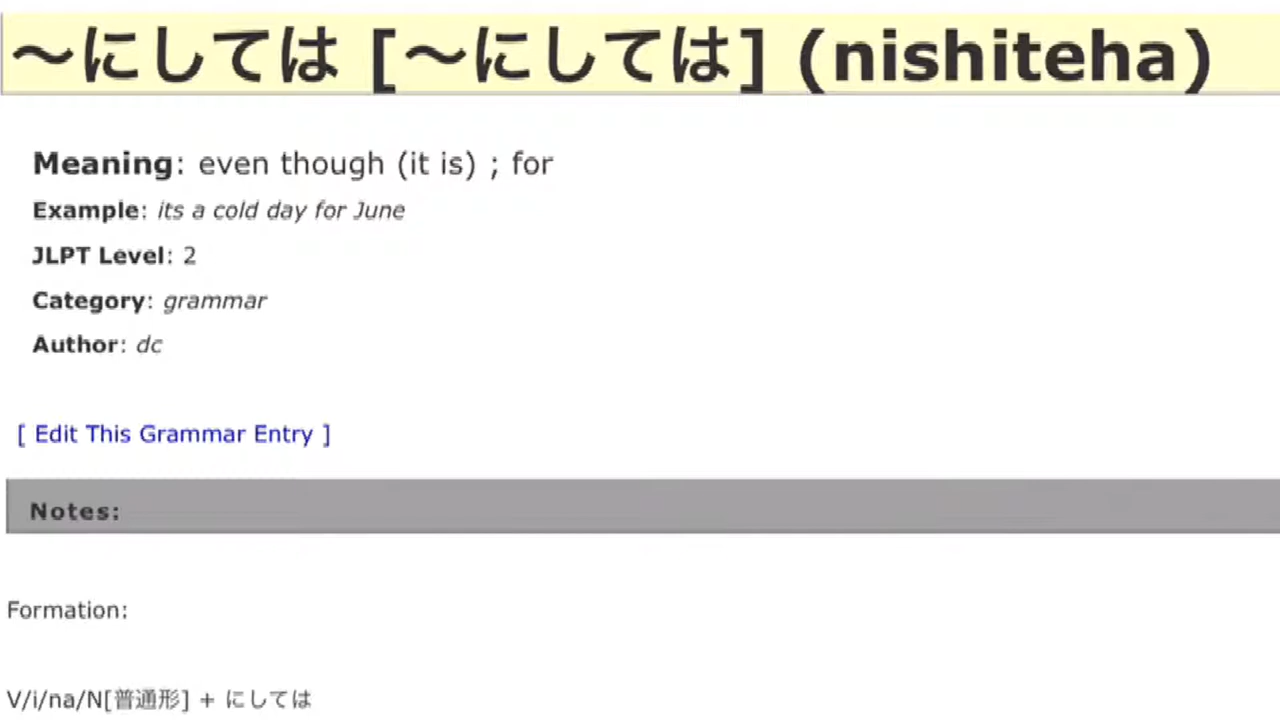 ～にしては [～にしては] (nishiteha)
Meaning: even though (it is) ; for
Example: its a cold day for June
JLPT Level: 2
Category: grammar
Author: dc
[ Edit This Grammar Entry ]
Notes:
Formation:
V/i/na/N[普通形] + にしては